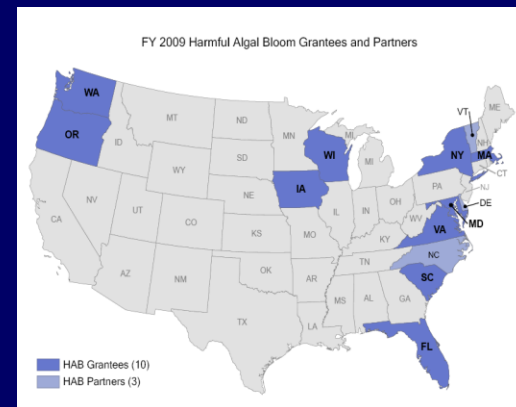 FY 2009 Harmful Algal Bloom Grantees and Partners
WA
MT
ND
MN
ME
VT
OR
ID
SD
WI
MI
MI
NY
NH
MA
CT
WY
IA
NE
PA
NJ
NV
UT
CO
IL
IN
OH
DE
MD
WV
VA
CA
KS
MO
KY
NC
TN
AZ
NM
OK
AR
SC
MS
AL
GA
TX
LA
FL
HAB Grantees (10)
HAB Partners (3)